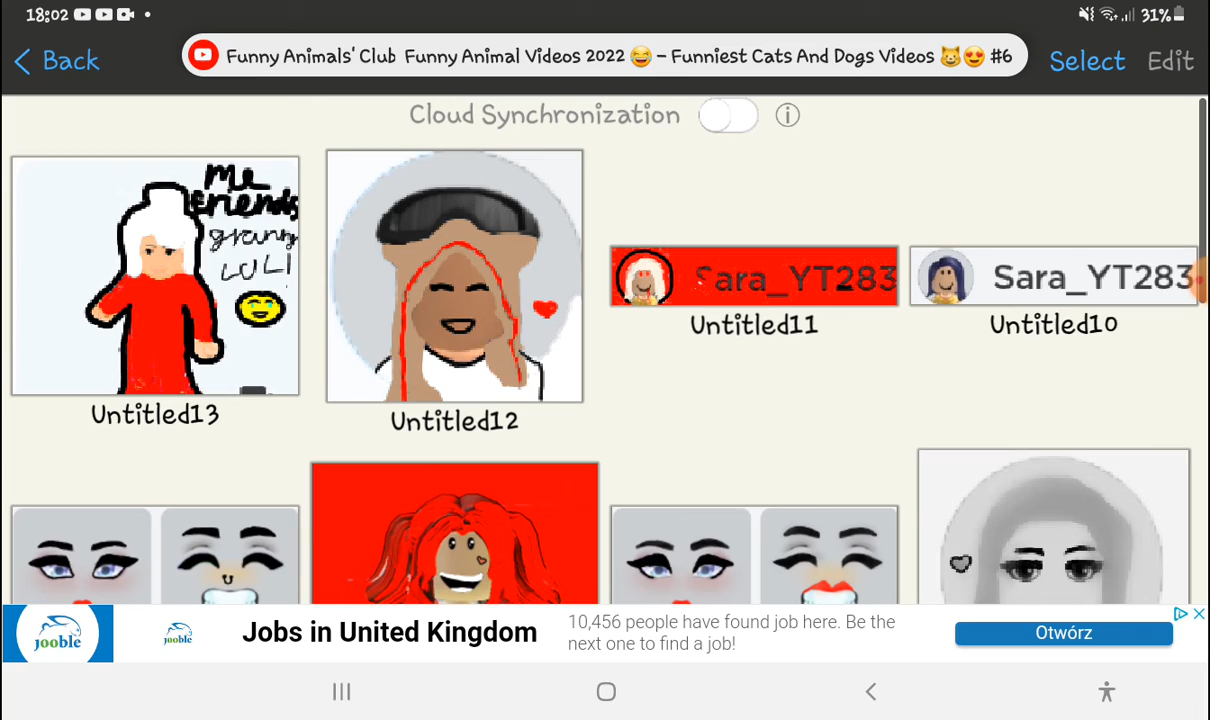 18:02
31%
Back
Funny Animals' Club Funny Animal Videos 2022 😂 – Funniest Cats And Dogs Videos 😺😍 #6
Select
Edit
Cloud Synchronization
me
friends
granny
LOL!
Sara_YT283
Sara_YT283
Untitled13
Untitled12
Untitled11
Untitled10
jooble
jooble
Jobs in United Kingdom
10,456 people have found job here. Be the
next one to find a job!
Otwórz